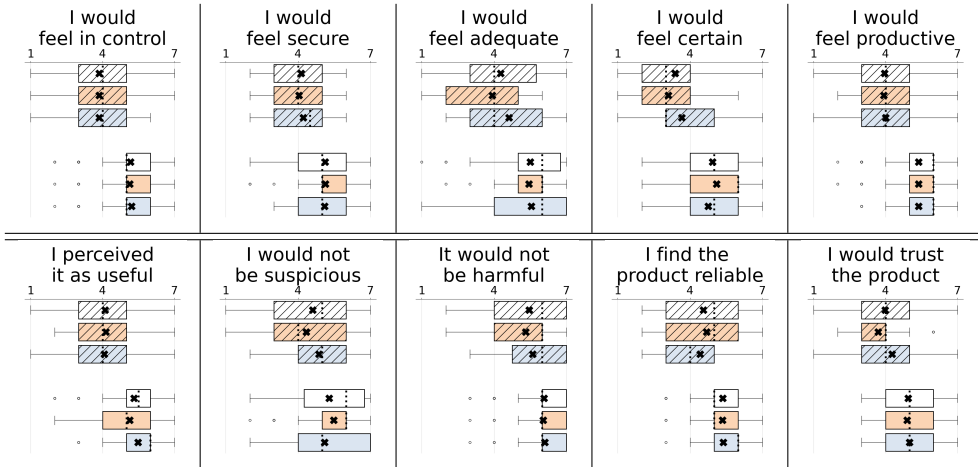 I would
feel in control
1 4 7
I would
feel secure
1 4 7
I would
feel adequate
1 4 7
I would
feel certain
1 4 7
I would
feel productive
1 4 7
I perceived
it as useful
1 4 7
I would not
be suspicious
1 4 7
It would not
be harmful
1 4 7
I find the
product reliable
1 4 7
I would trust
the product
1 4 7